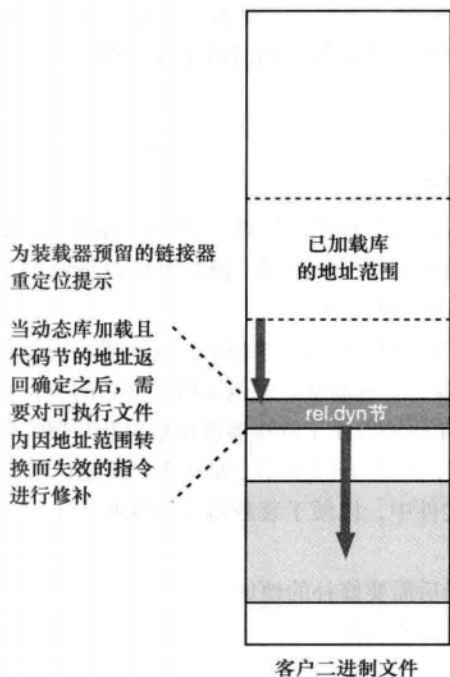 已加载库
的地址范围
为装载器预留的链接器
重定位提示
当动态库加载且
代码节的地址返
回确定之后，需
要对可执行文件
内因地址范围转
换而失效的指令
进行修补
rel.dyn节
客户二进制文件